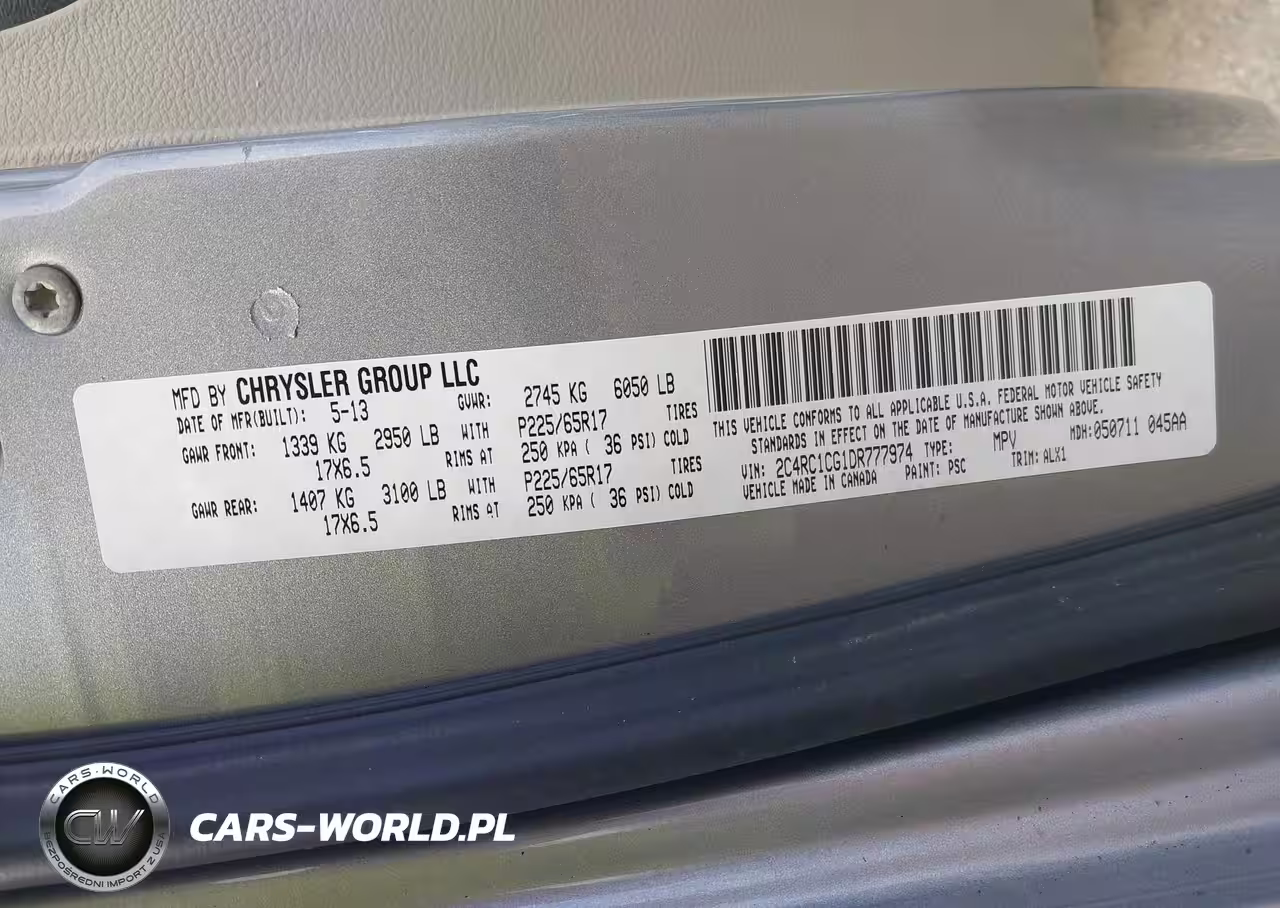 MFD BY CHRYSLER GROUP LLC
DATE OF MFR(BUILT): 5-13 GVWR: 2745 KG 6050 LB
GAWR FRONT: 1339 KG 2950 LB WITH P225/65R17 TIRES
17X6.5 RIMS AT 250 KPA ( 36 PSI) COLD
GAWR REAR: 1407 KG 3100 LB WITH P225/65R17 TIRES
17X6.5 RIMS AT 250 KPA ( 36 PSI) COLD
THIS VEHICLE CONFORMS TO ALL APPLICABLE U.S.A. FEDERAL MOTOR VEHICLE SAFETY
STANDARDS IN EFFECT ON THE DATE OF MANUFACTURE SHOWN ABOVE.
VIN: 2C4RC1CG1DR777974 TYPE: MPV MDH:050711 045AA
VEHICLE MADE IN CANADA PAINT: PSC TRIM: ALX1
CARS-WORLD
CW
BEZPOŚREDNI IMPORT Z USA
CARS-WORLD.PL